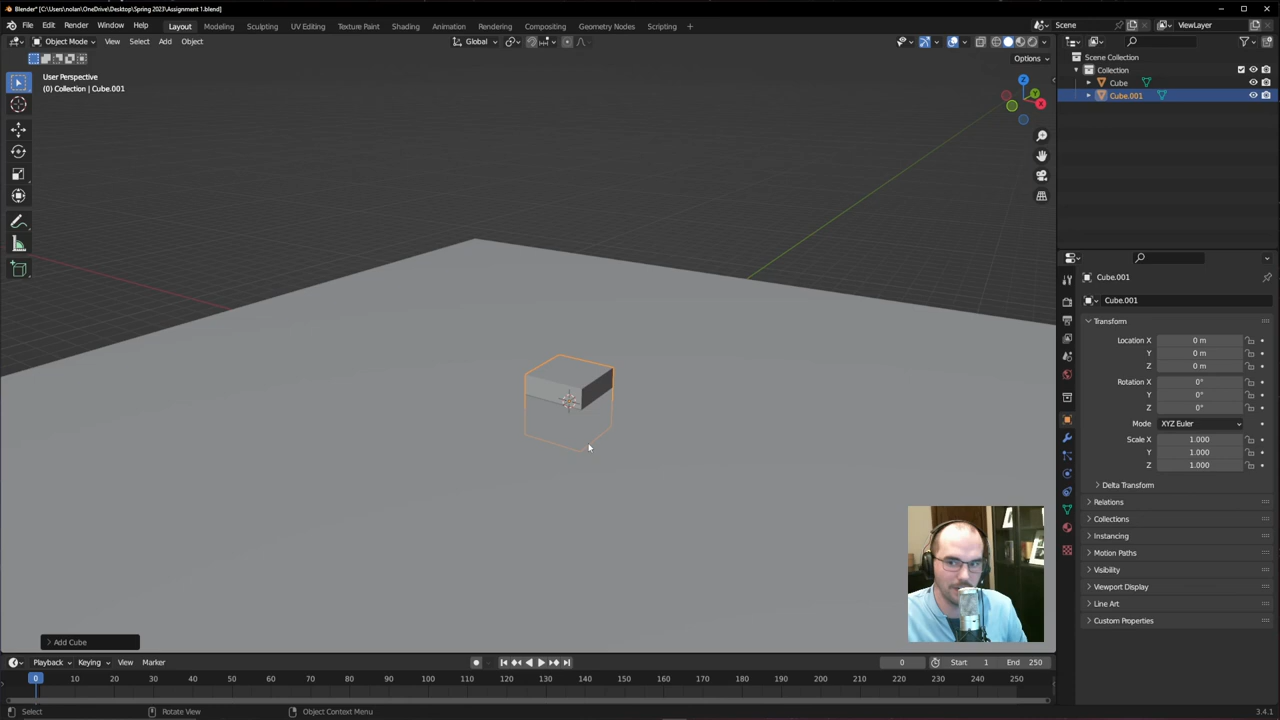 Blender* [C:\Users\nolan\OneDrive\Desktop\Spring 2023\Assignment 1.blend]
File Edit Render Window Help Layout Modeling Sculpting UV Editing Texture Paint Shading Animation Rendering Compositing Geometry Nodes Scripting + Scene ViewLayer
Object Mode View Select Add Object Global
Options
User Perspective
(0) Collection | Cube.001
Z
Y
X
Scene Collection
Collection
Cube
Cube.001
Cube.001
Cube.001
Transform
Location X 0 m
Y 0 m
Z 0 m
Rotation X 0°
Y 0°
Z 0°
Mode XYZ Euler
Scale X 1.000
Y 1.000
Z 1.000
Delta Transform
Relations
Collections
Instancing
Motion Paths
Visibility
Viewport Display
Line Art
Custom Properties
Add Cube
Playback Keying View Marker 0 Start 1 End 250
0 10 20 30 40 50 60 70 80 90 100 110 120 130 140 150 160 170 180 190 200 210 220 230 240 250
Select Rotate View Object Context Menu 3.4.1